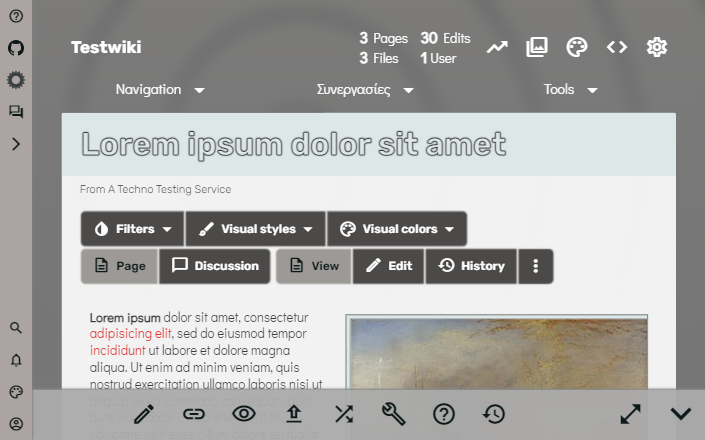 Testwiki
3 Pages 30 Edits
3 Files 1 User
Navigation Συνεργασίες Tools
Lorem ipsum dolor sit amet
From A Techno Testing Service
Filters Visual styles Visual colors
Page Discussion View Edit History
Lorem ipsum dolor sit amet, consectetur
adipisicing elit, sed do eiusmod tempor
incididunt ut labore et dolore magna
aliqua. Ut enim ad minim veniam, quis
nostrud exercitation ullamco laboris nisi ut